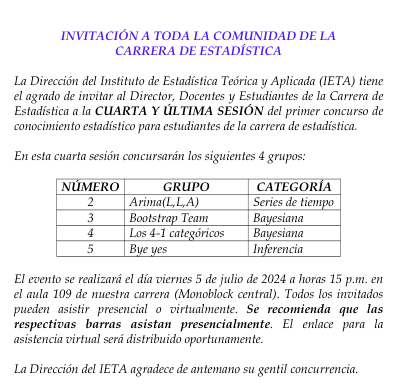 INVITACIÓN A TODA LA COMUNIDAD DE LA
CARRERA DE ESTADÍSTICA
La Dirección del Instituto de Estadística Teórica y Aplicada (IETA) tiene
el agrado de invitar al Director, Docentes y Estudiantes de la Carrera de
Estadística a la CUARTA Y ÚLTIMA SESIÓN del primer concurso de
conocimiento estadístico para estudiantes de la carrera de estadística.
En esta cuarta sesión concursarán los siguientes 4 grupos:
NÚMERO GRUPO CATEGORÍA
2 Arima(L,L,A) Series de tiempo
3 Bootstrap Team Bayesiana
4 Los 4-1 categóricos Bayesiana
5 Bye yes Inferencia
El evento se realizará el día viernes 5 de julio de 2024 a horas 15 p.m. en
el aula 109 de nuestra carrera (Monoblock central). Todos los invitados
pueden asistir presencial o virtualmente. Se recomienda que las
respectivas barras asistan presencialmente. El enlace para la
asistencia virtual será distribuido oportunamente.
La Dirección del IETA agradece de antemano su gentil concurrencia.